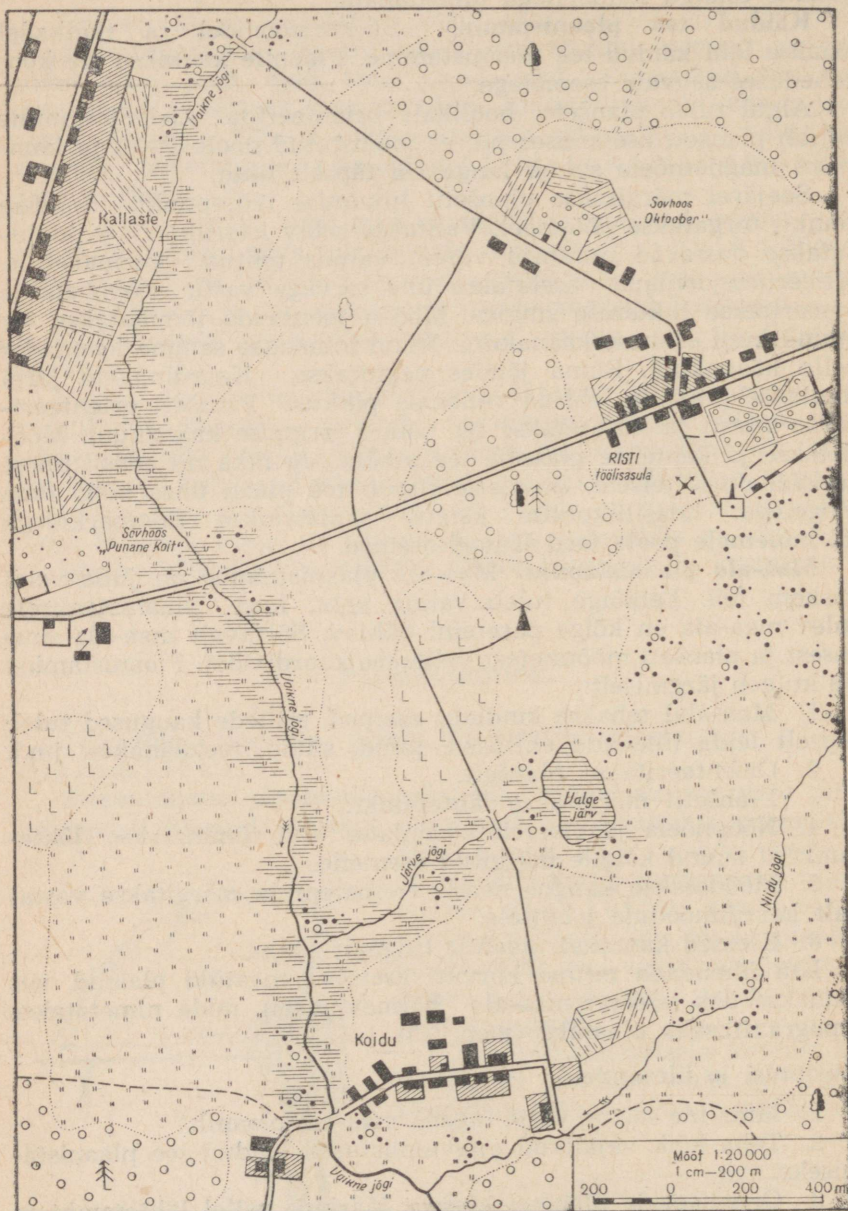 Vaikne jõgi
Kallaste
Sovhoos
„Oktoober“
RISTI
töölisasula
Sovhoos
„Punane Koit“
Vaikne jõgi
Valge
järv
Järve jõgi
Niidu jõgi
Koidu
Vaikne jõgi
Mõõt 1:20 000
1 cm—200 m
200 0 200 400 m